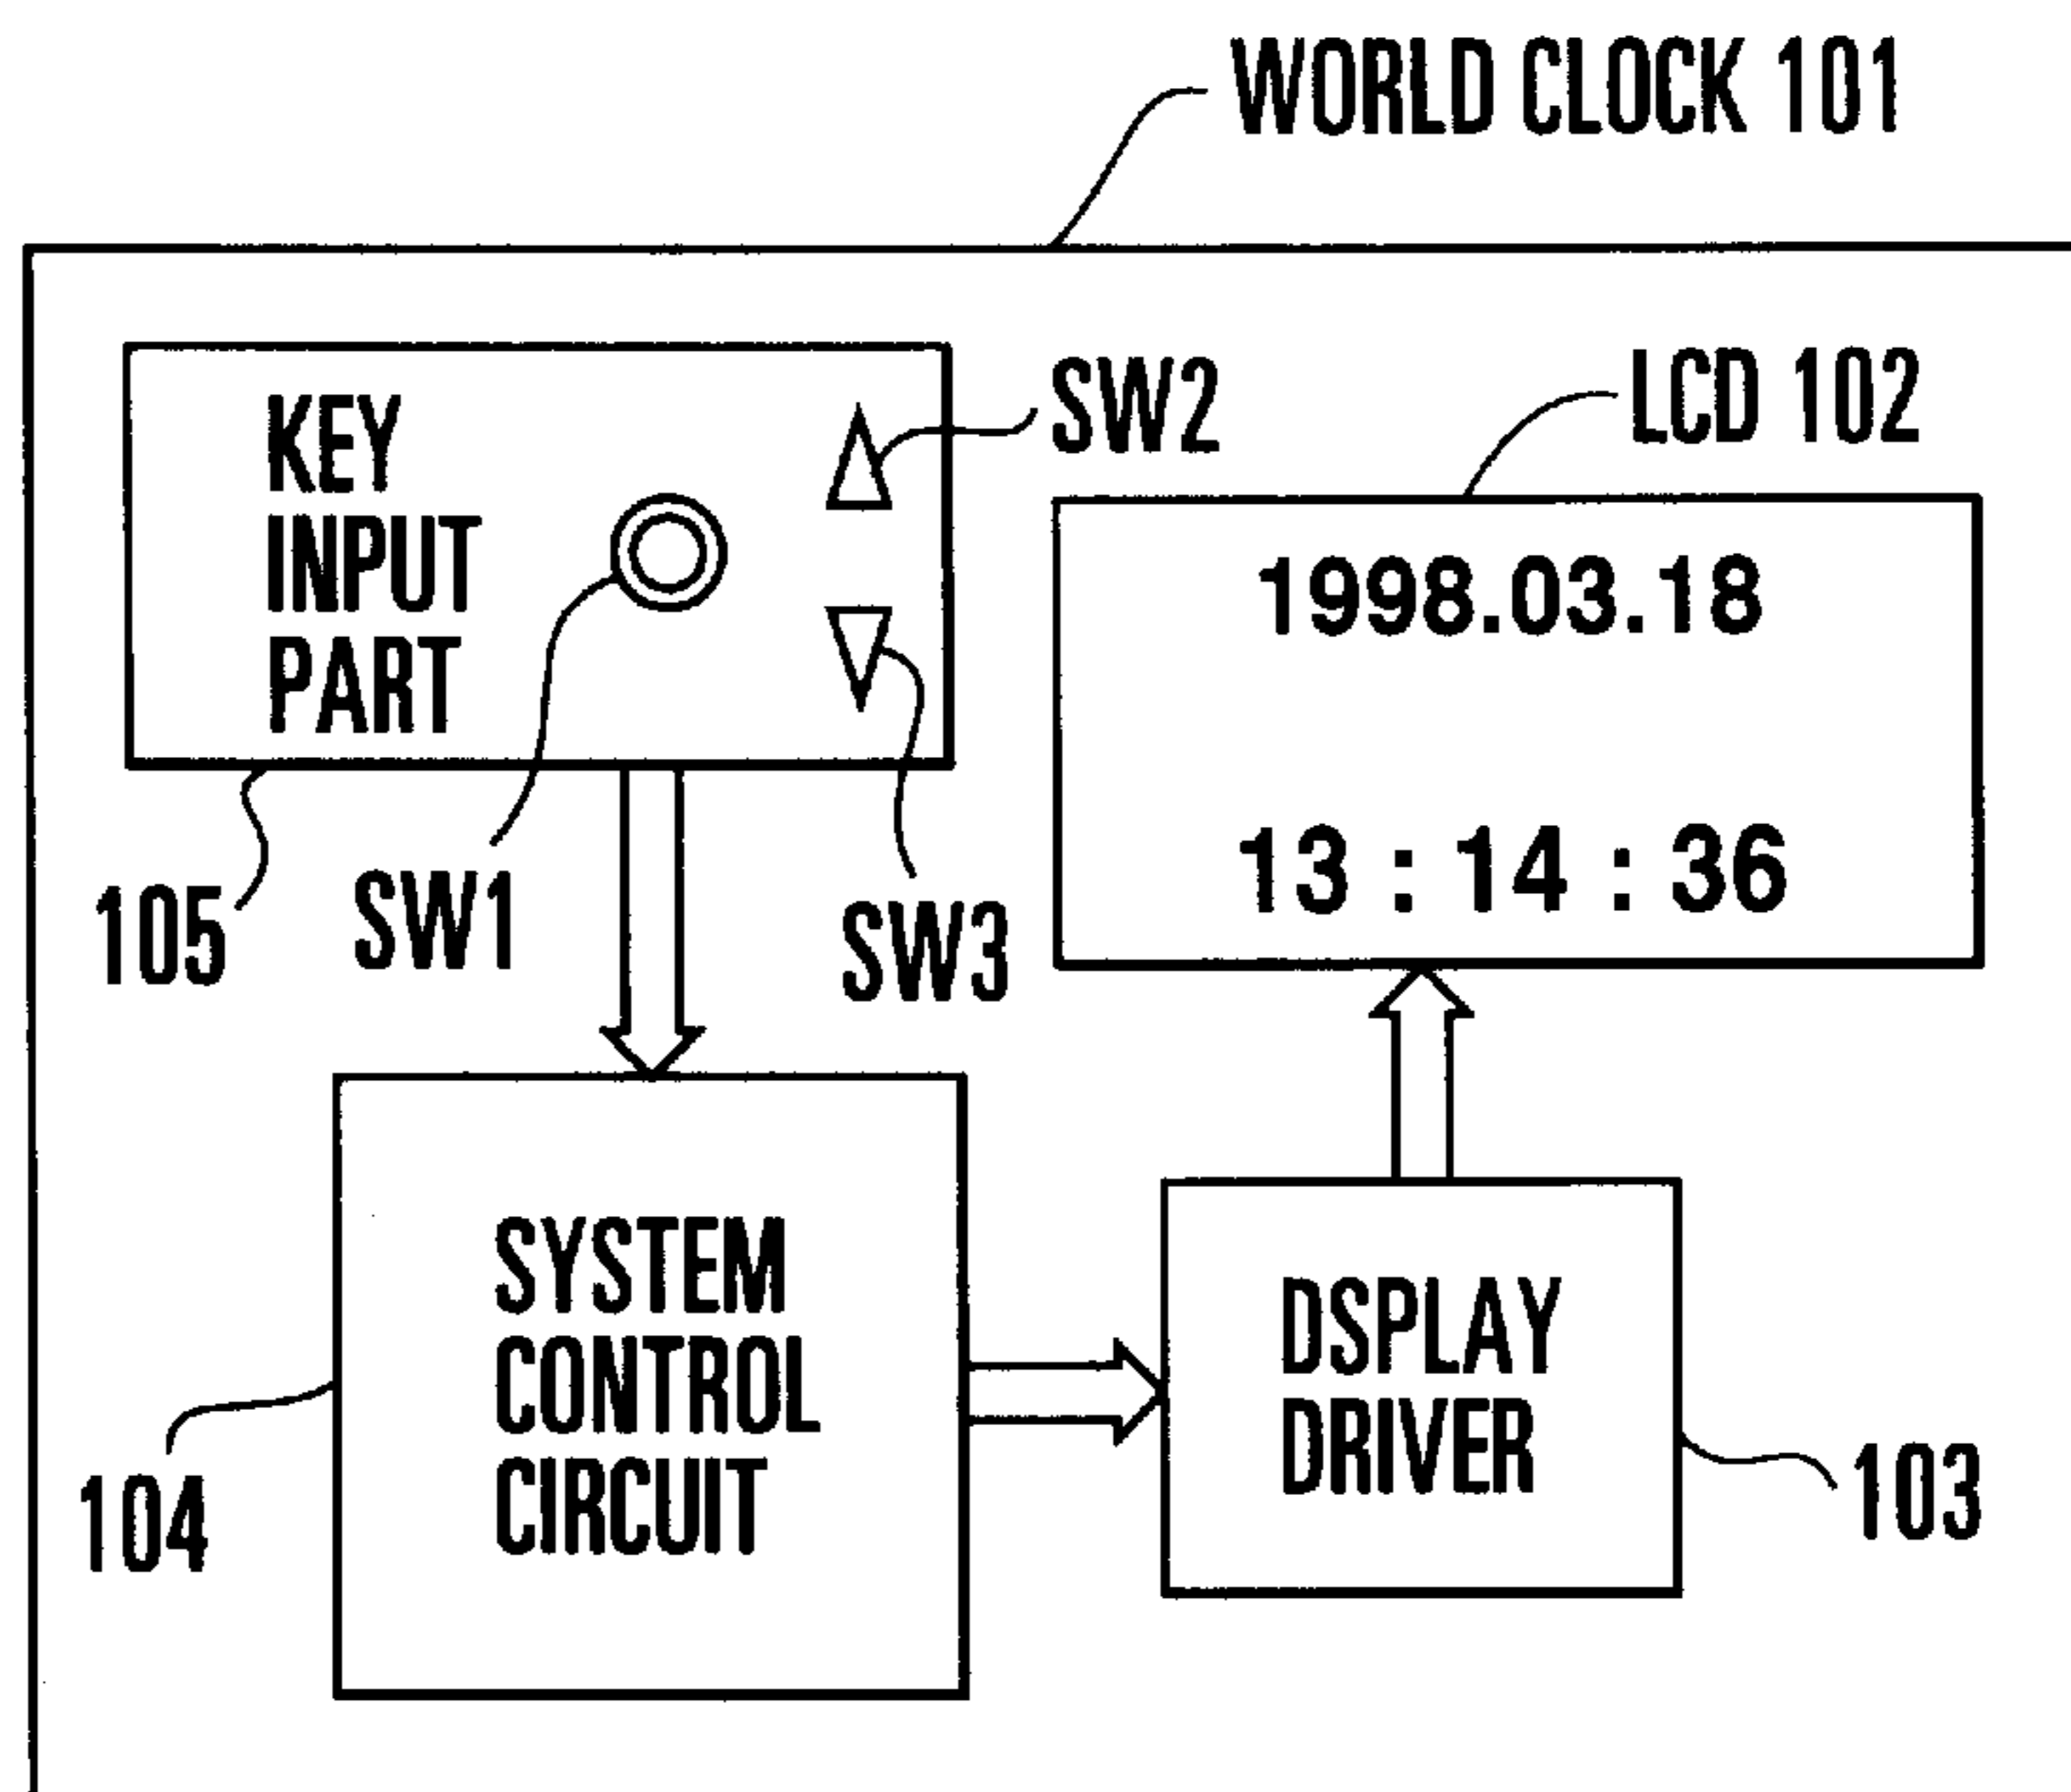 WORLD CLOCK 101
KEY
INPUT
PART
SW2
LCD 102
1998.03.18
13 : 14 : 36
105
SW1
SW3
SYSTEM
CONTROL
CIRCUIT
DSPLAY
DRIVER
104
103